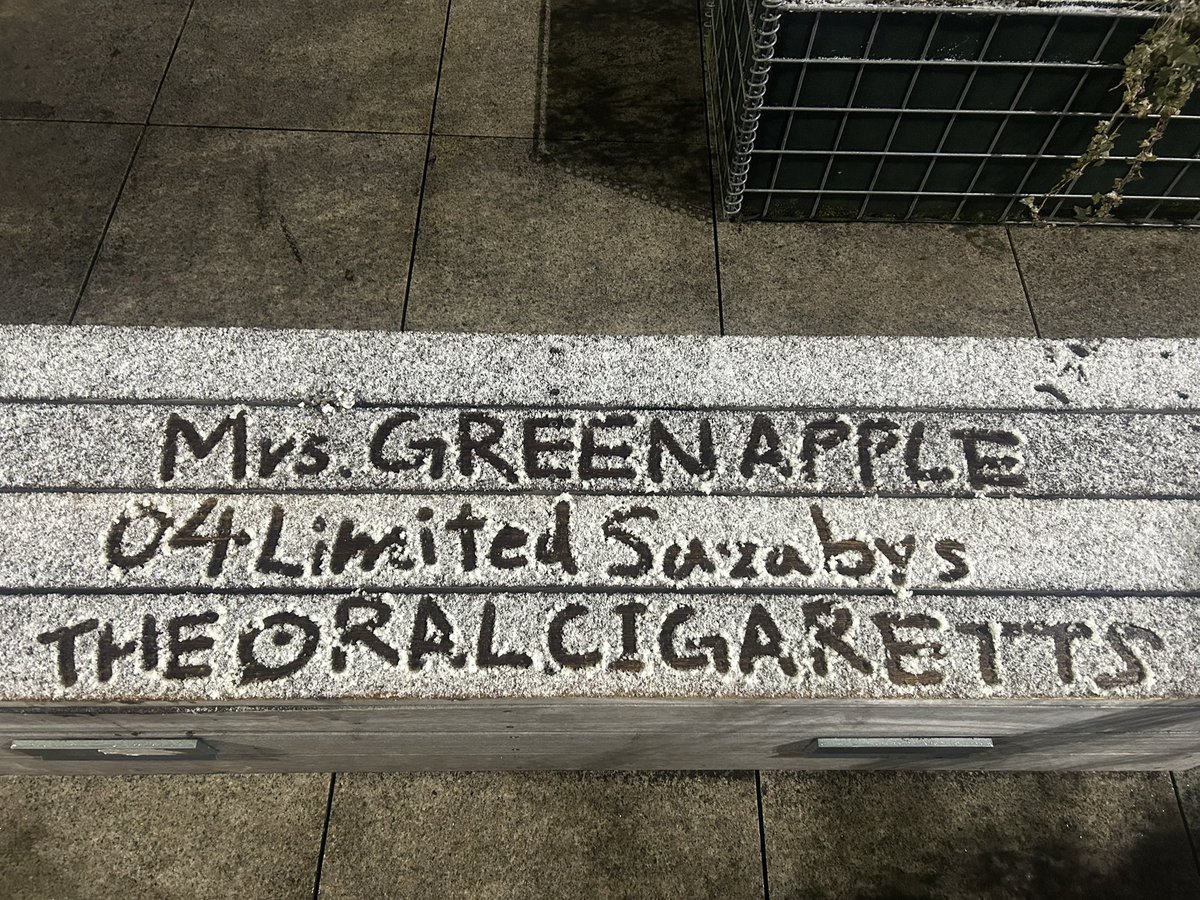 Mrs. GREEN APPLE
04 Limited Sazabys
THE ORAL CIGARETTS